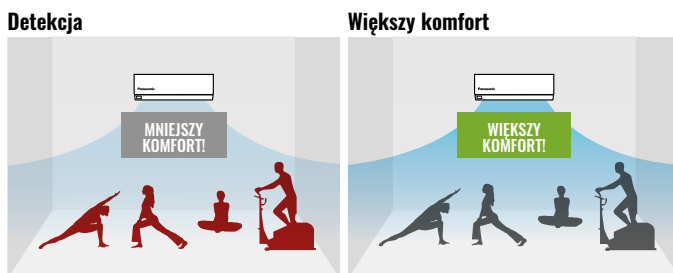 Detekcja
Większy komfort
Panasonic
MNIEJSZY
KOMFORT!
Panasonic
WIĘKSZY
KOMFORT!